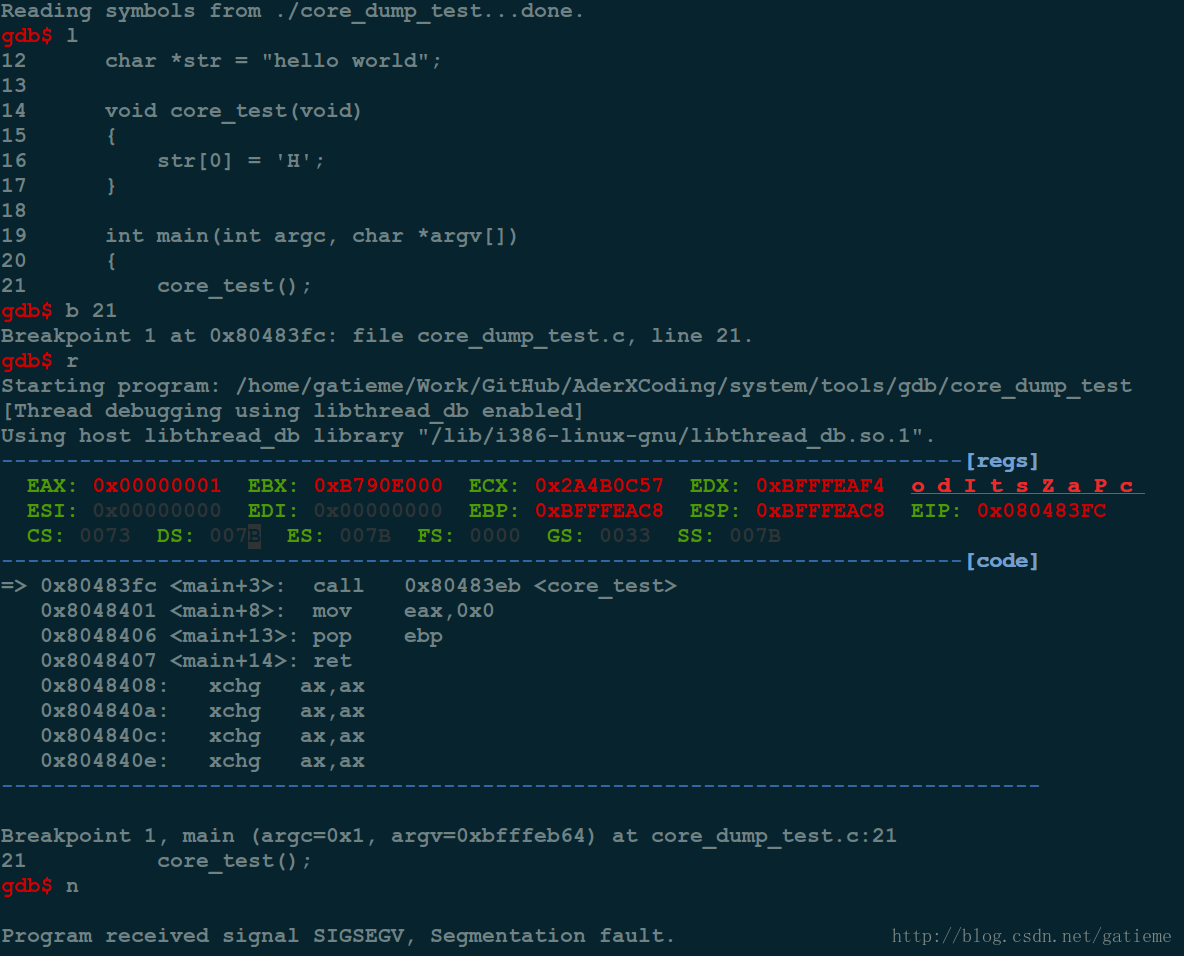 Reading symbols from ./core_dump_test...done.
gdb$ l
12      char *str = "hello world";
13
14      void core_test(void)
15      {
16          str[0] = 'H';
17      }
18
19      int main(int argc, char *argv[])
20      {
21          core_test();
gdb$ b 21
Breakpoint 1 at 0x80483fc: file core_dump_test.c, line 21.
gdb$ r
Starting program: /home/gatieme/Work/GitHub/AderXCoding/system/tools/gdb/core_dump_test
[Thread debugging using libthread_db enabled]
Using host libthread_db library "/lib/i386-linux-gnu/libthread_db.so.1".
--------------------------------------------------------------------------[regs]
  EAX: 0x00000001  EBX: 0xB790E000  ECX: 0x2A4B0C57  EDX: 0xBFFFEAF4  o d I t s Z a P c
  ESI: 0x00000000  EDI: 0x00000000  EBP: 0xBFFFEAC8  ESP: 0xBFFFEAC8  EIP: 0x080483FC
  CS: 0073  DS: 007B  ES: 007B  FS: 0000  GS: 0033  SS: 007B
--------------------------------------------------------------------------[code]
=> 0x80483fc <main+3>:  call   0x80483eb <core_test>
   0x8048401 <main+8>:  mov    eax,0x0
   0x8048406 <main+13>: pop    ebp
   0x8048407 <main+14>: ret
   0x8048408:   xchg   ax,ax
   0x804840a:   xchg   ax,ax
   0x804840c:   xchg   ax,ax
   0x804840e:   xchg   ax,ax
--------------------------------------------------------------------------------
Breakpoint 1, main (argc=0x1, argv=0xbfffeb64) at core_dump_test.c:21
21          core_test();
gdb$ n
Program received signal SIGSEGV, Segmentation fault.
http://blog.csdn.net/gatieme